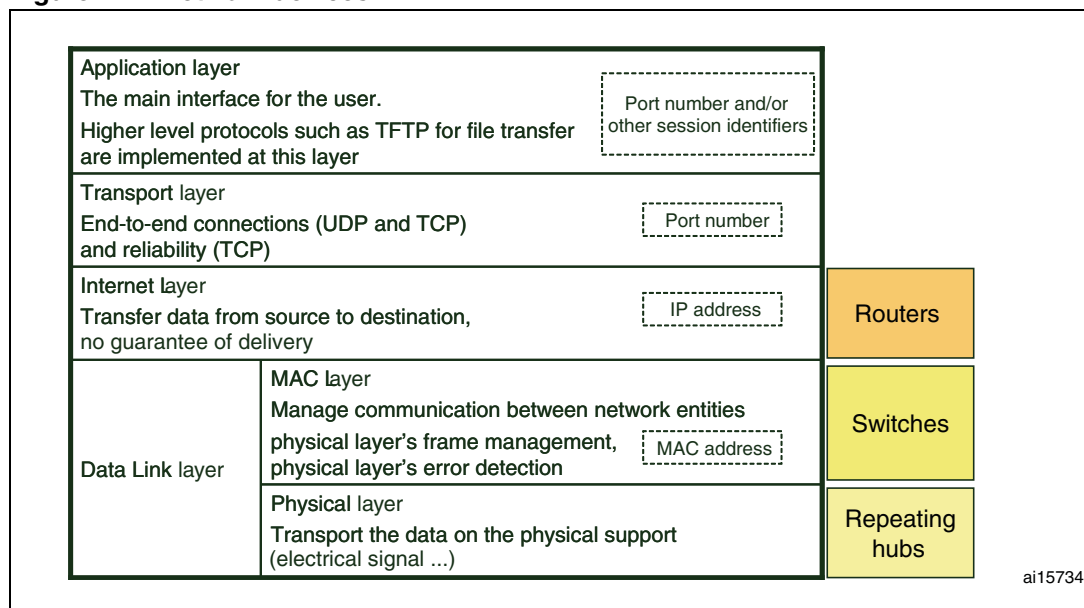 Figure
Application layer
The main interface for the user.
Higher level protocols such as TFTP for file transfer
are implemented at this layer
Port number and/or
other session identifiers
Transport layer
End-to-end connections (UDP and TCP)
and reliability (TCP)
Port number
Internet Layer
Transfer data from source to destination,
no guarantee of delivery
IP address
Routers
Data Link layer
MAC Layer
Manage communication between network entities
physical layer's frame management,
physical layer's error detection
MAC address
Switches
Physical layer
Transport the data on the physical support
(electrical signal ...)
Repeating
hubs
ai15734